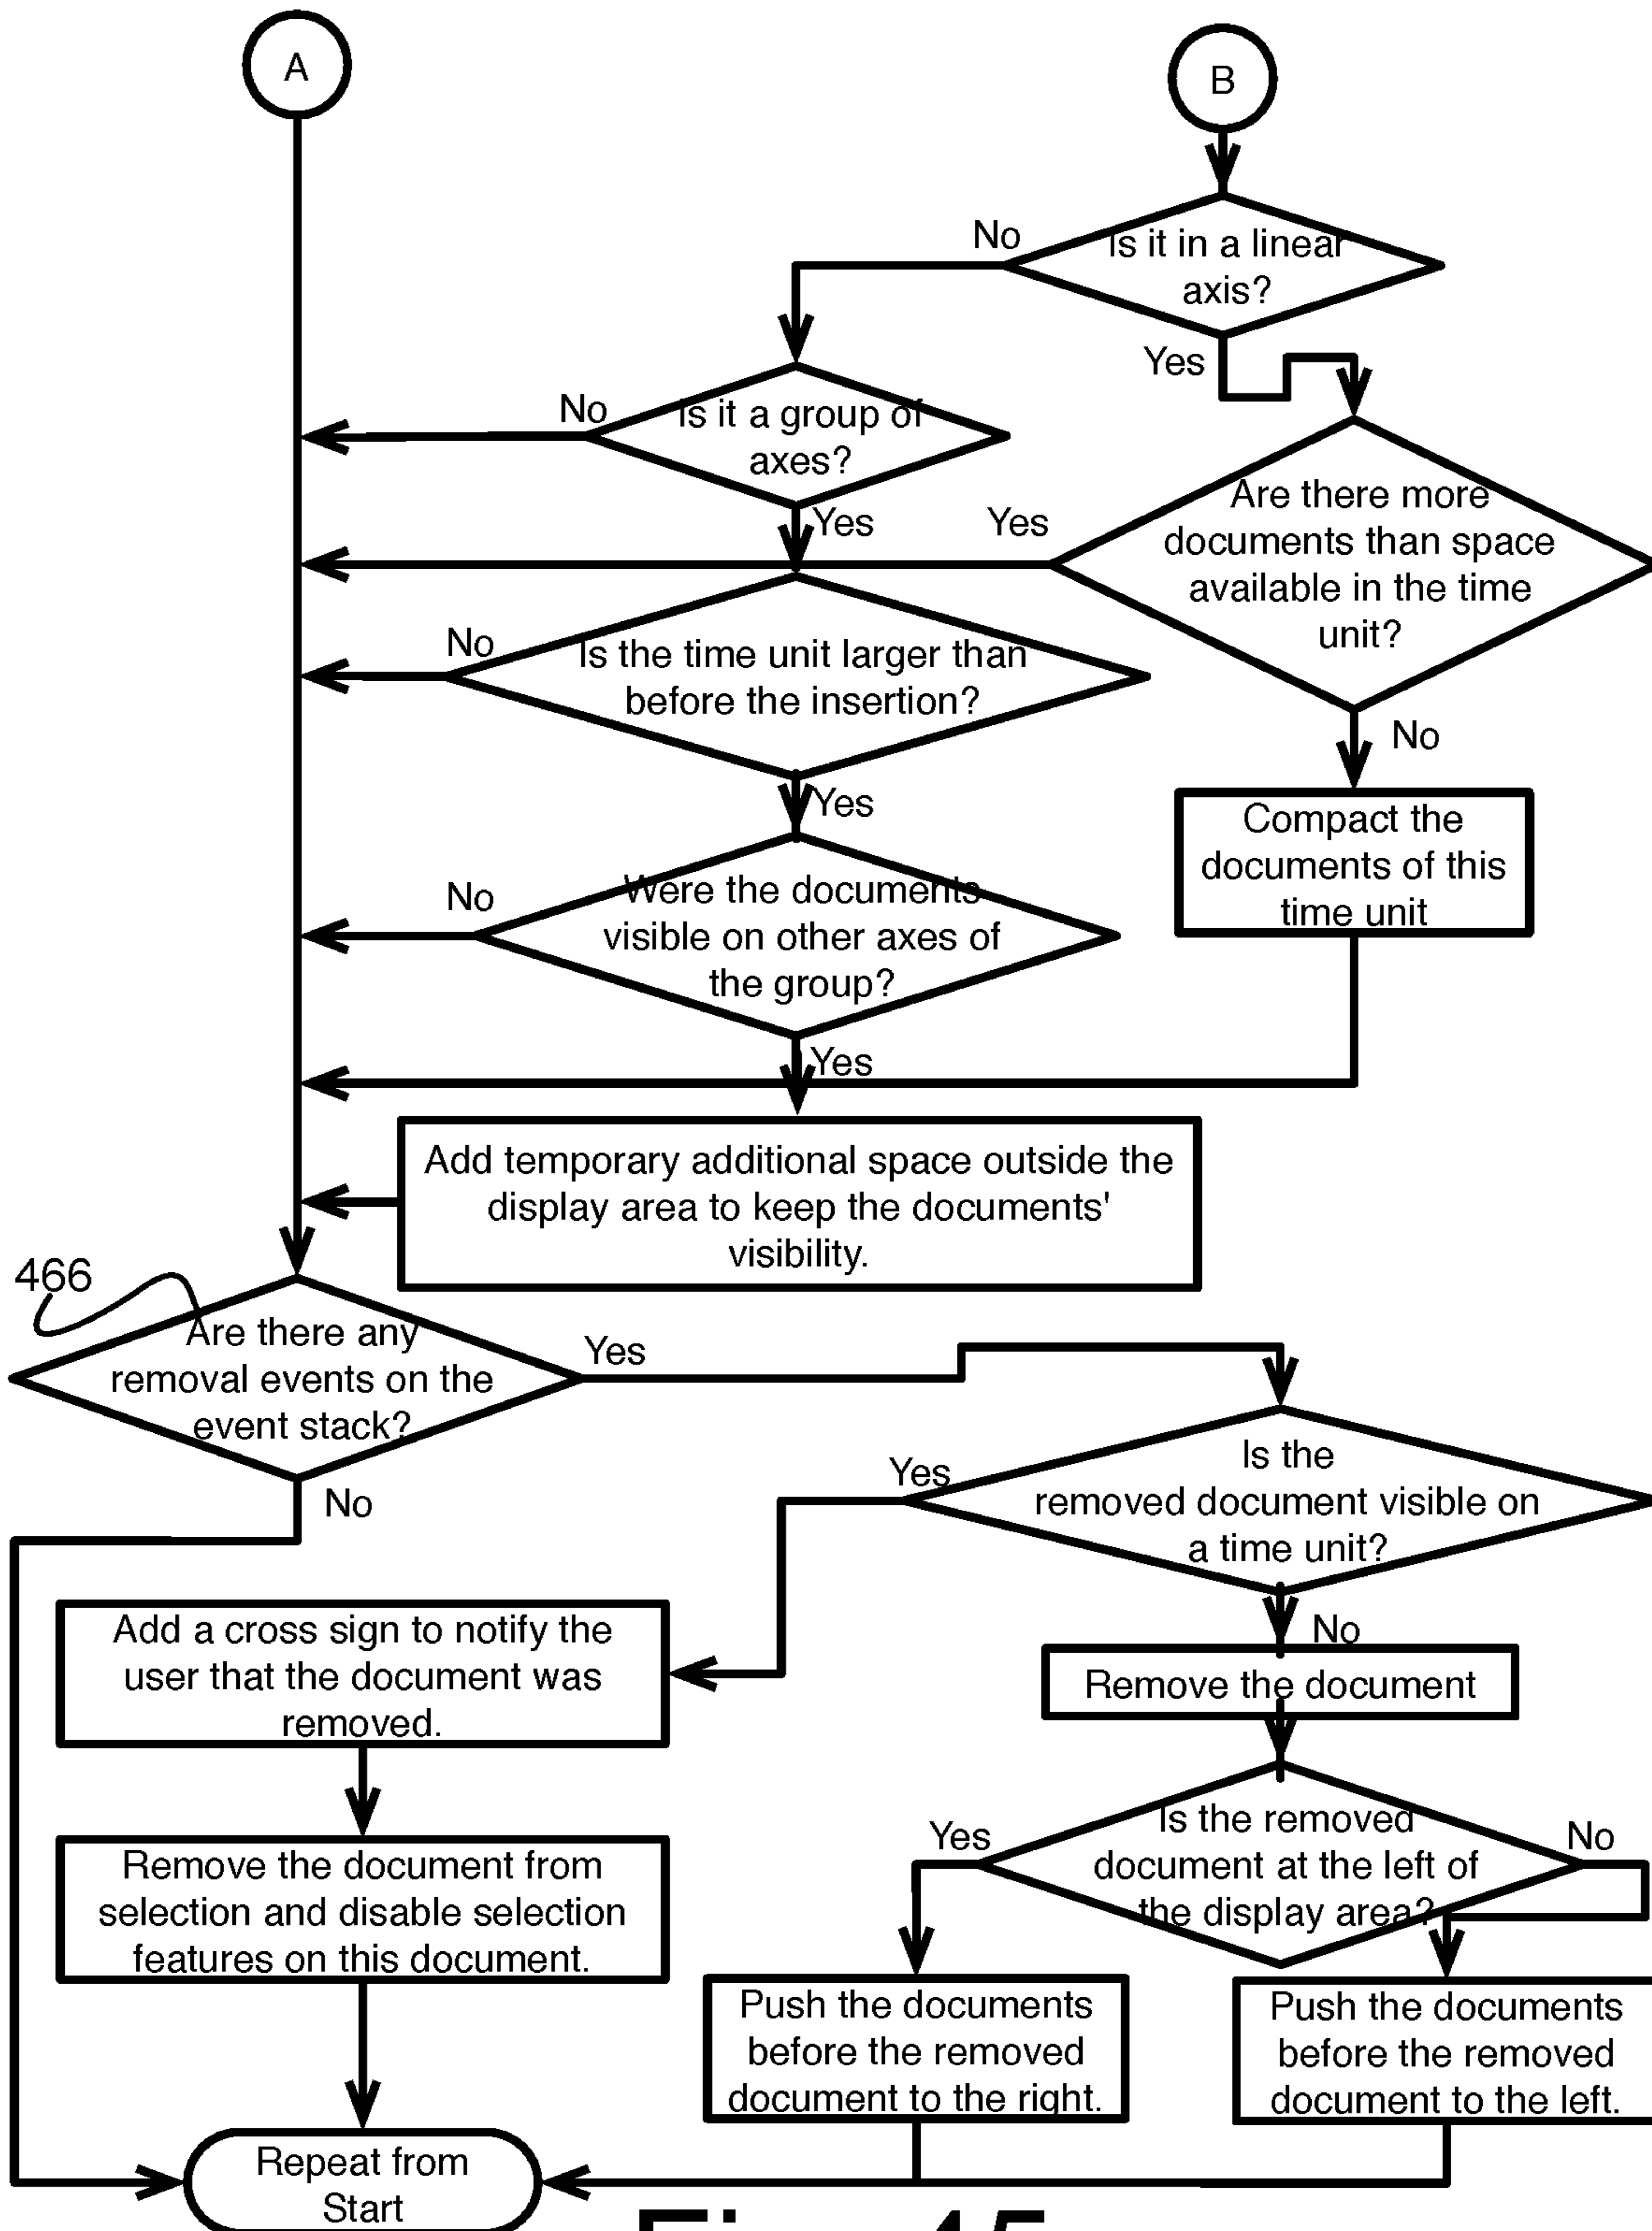 A
B
No
Is it in a linear
axis?
Yes
No
Is it a group of
axes?
Yes
Yes
Are there more
documents than space
available in the time
unit?
No
Is the time unit larger than
before the insertion?
No
Yes
Compact the
documents of this
time unit
No
Were the documents
visible on other axes of
the group?
Yes
Add temporary additional space outside the
display area to keep the documents'
visibility.
466
Are there any
removal events on the
event stack?
Yes
No
Yes
Is the
removed document visible on
a time unit?
No
Add a cross sign to notify the
user that the document was
removed.
Remove the document
Yes
Is the removed
document at the left of
the display area?
No
Remove the document from
selection and disable selection
features on this document.
Push the documents
before the removed
document to the right.
Push the documents
before the removed
document to the left.
Repeat from
Start